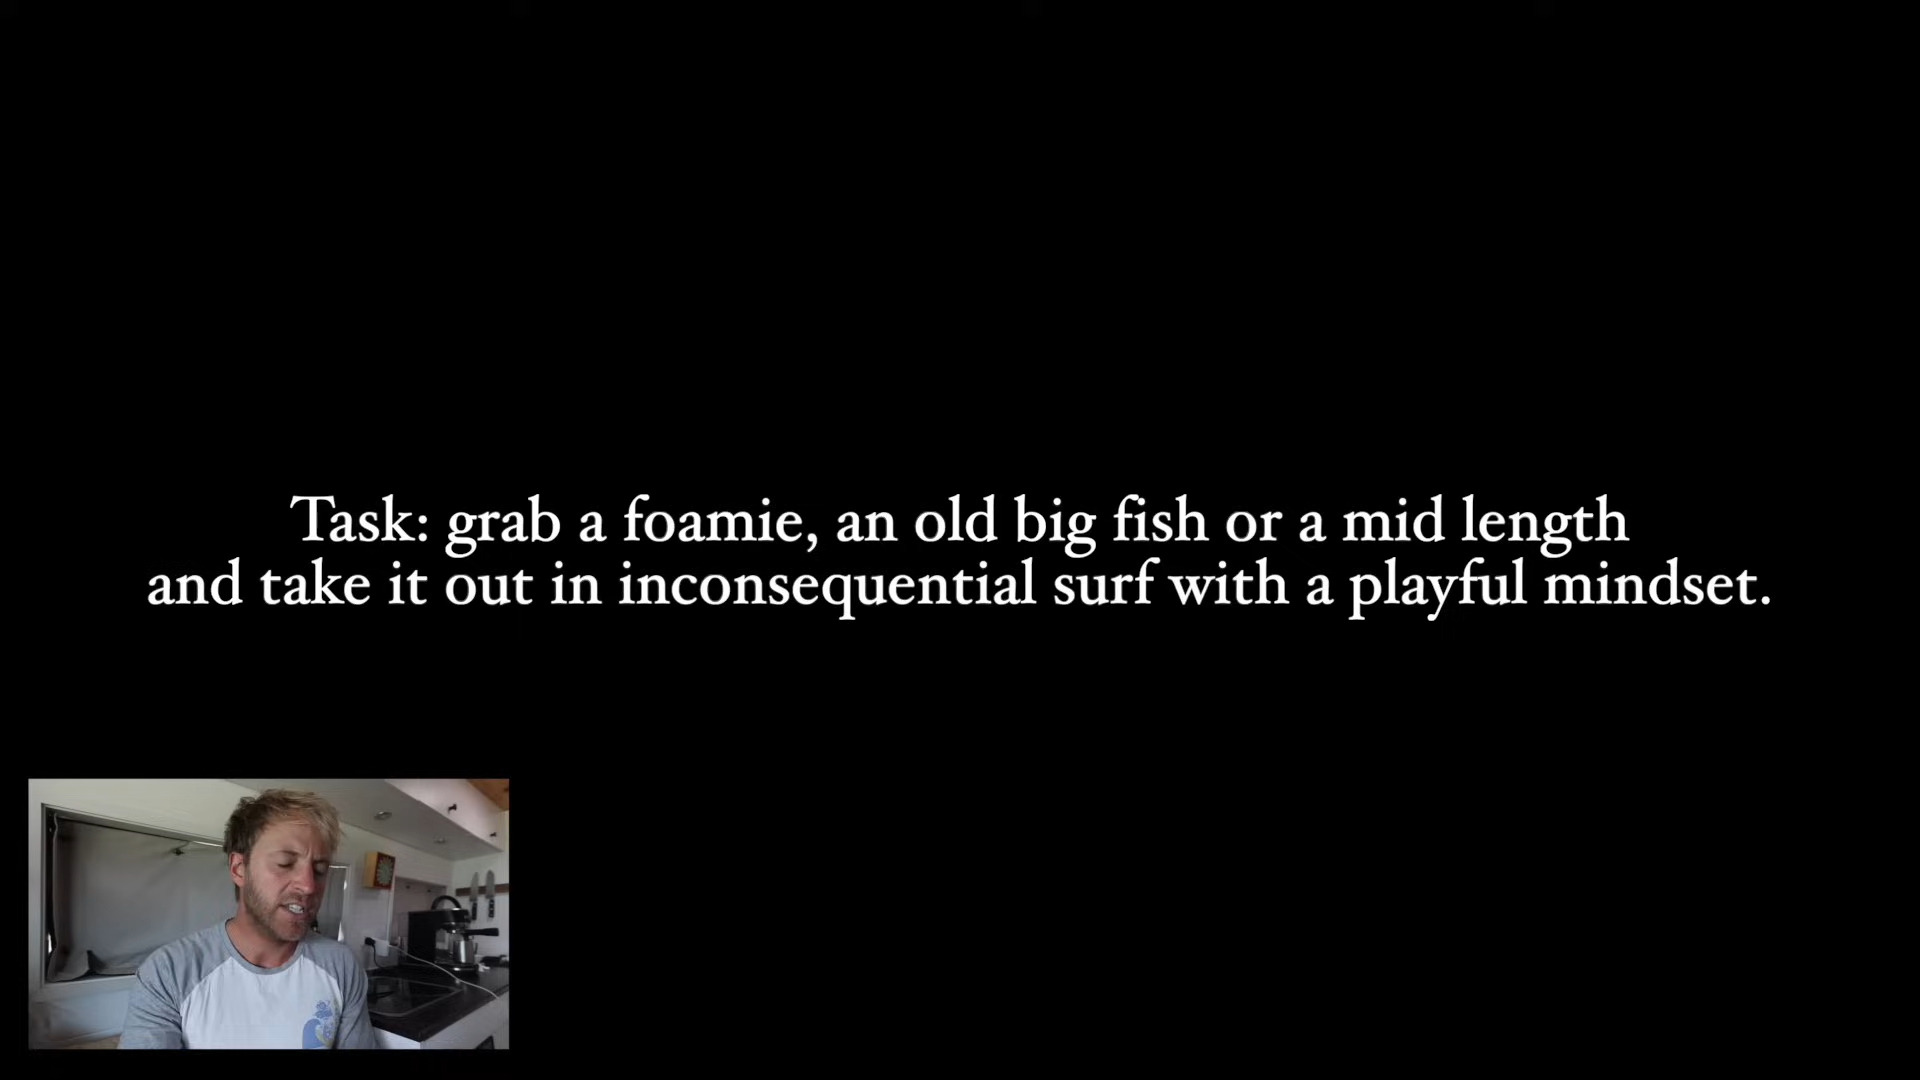 Task: grab a foamie, an old big fish or a mid length
and take it out in inconsequential surf with a playful mindset.